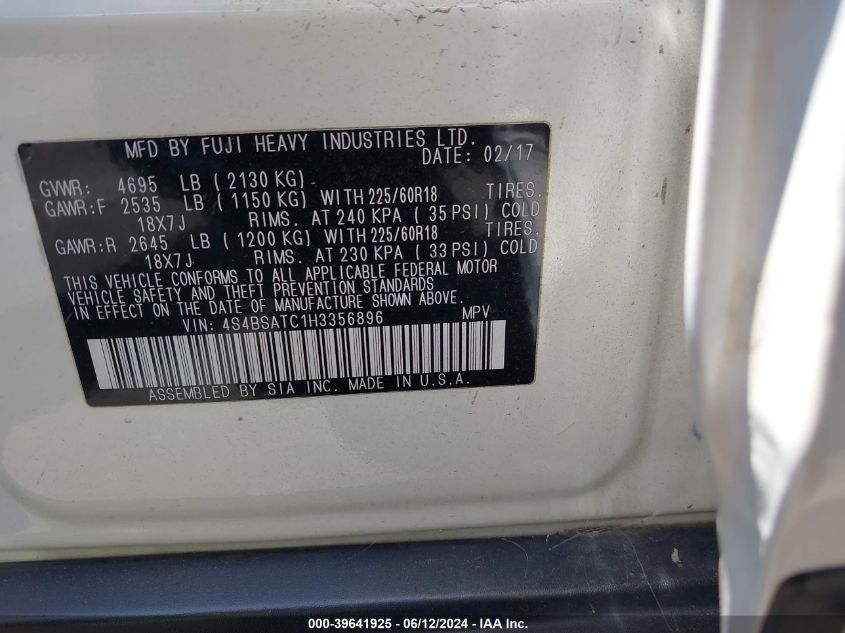 MFD BY FUJI HEAVY INDUSTRIES LTD.
DATE: 02/17
GVWR: 4695 LB ( 2130 KG)
GAWR:F 2535 LB ( 1150 KG) WITH 225/60R18 TIRES.
18X7J RIMS. AT 240 KPA ( 35 PSI) COLD
GAWR:R 2645 LB ( 1200 KG) WITH 225/60R18 TIRES.
18X7J RIMS. AT 230 KPA ( 33 PSI) COLD
THIS VEHICLE CONFORMS TO ALL APPLICABLE FEDERAL MOTOR
VEHICLE SAFETY AND THEFT PREVENTION STANDARDS
IN EFFECT ON THE DATE OF MANUFACTURE SHOWN ABOVE.
VIN: 4S4BSATC1H3356896 MPV
ASSEMBLED BY SIA INC. MADE IN U.S.A.
000-39641925 - 06/12/2024 - IAA Inc.